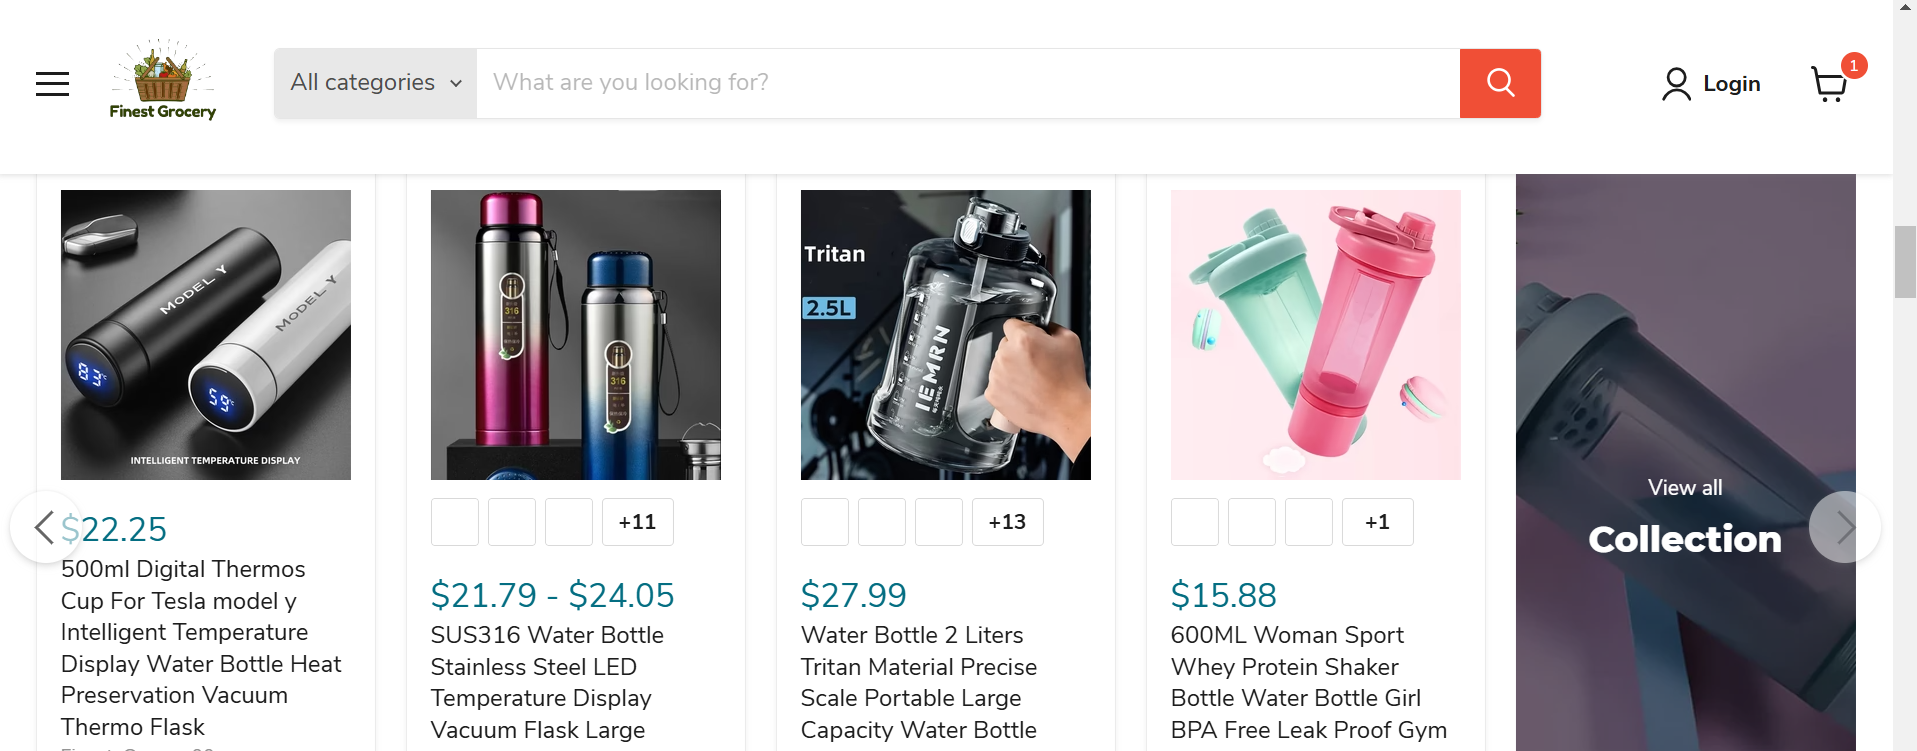 Finest Grocery
All categories
What are you looking for?
Login
1
MODEL Y
MODEL Y
83°C
59°C
INTELLIGENT TEMPERATURE DISPLAY
$22.25
500ml Digital Thermos
Cup For Tesla model y
Intelligent Temperature
Display Water Bottle Heat
Preservation Vacuum
Thermo Flask
316
316
+11
$21.79 - $24.05
SUS316 Water Bottle
Stainless Steel LED
Temperature Display
Vacuum Flask Large
Tritan
2.5L
IEMRN
+13
$27.99
Water Bottle 2 Liters
Tritan Material Precise
Scale Portable Large
Capacity Water Bottle
+1
$15.88
600ML Woman Sport
Whey Protein Shaker
Bottle Water Bottle Girl
BPA Free Leak Proof Gym
View all
Collection